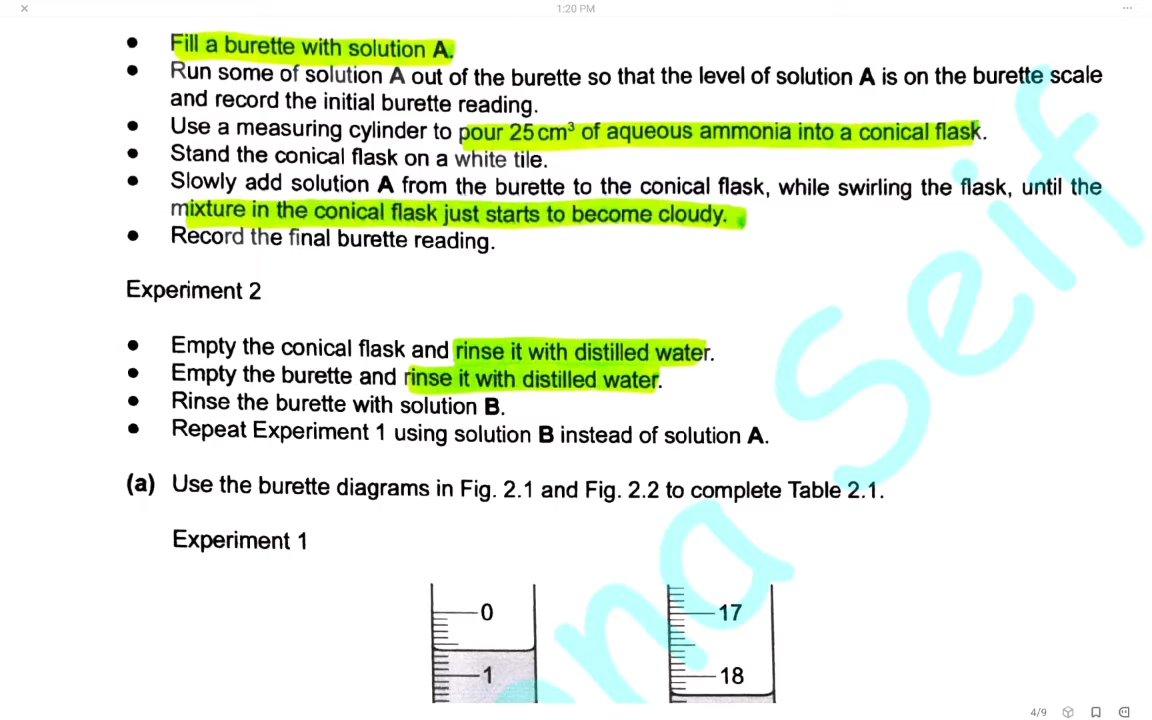 1:20 PM
Fill a burette with solution A.
Run some of solution A out of the burette so that the level of solution A is on the burette scale
and record the initial burette reading.
Use a measuring cylinder to pour 25 cm³ of aqueous ammonia into a conical flask.
Stand the conical flask on a white tile.
Slowly add solution A from the burette to the conical flask, while swirling the flask, until the
mixture in the conical flask just starts to become cloudy.
Record the final burette reading.
Experiment 2
Empty the conical flask and rinse it with distilled water.
Empty the burette and rinse it with distilled water.
Rinse the burette with solution B.
Repeat Experiment 1 using solution B instead of solution A.
(a) Use the burette diagrams in Fig. 2.1 and Fig. 2.2 to complete Table 2.1.
Experiment 1
0
1
17
18
na Seif
4/9